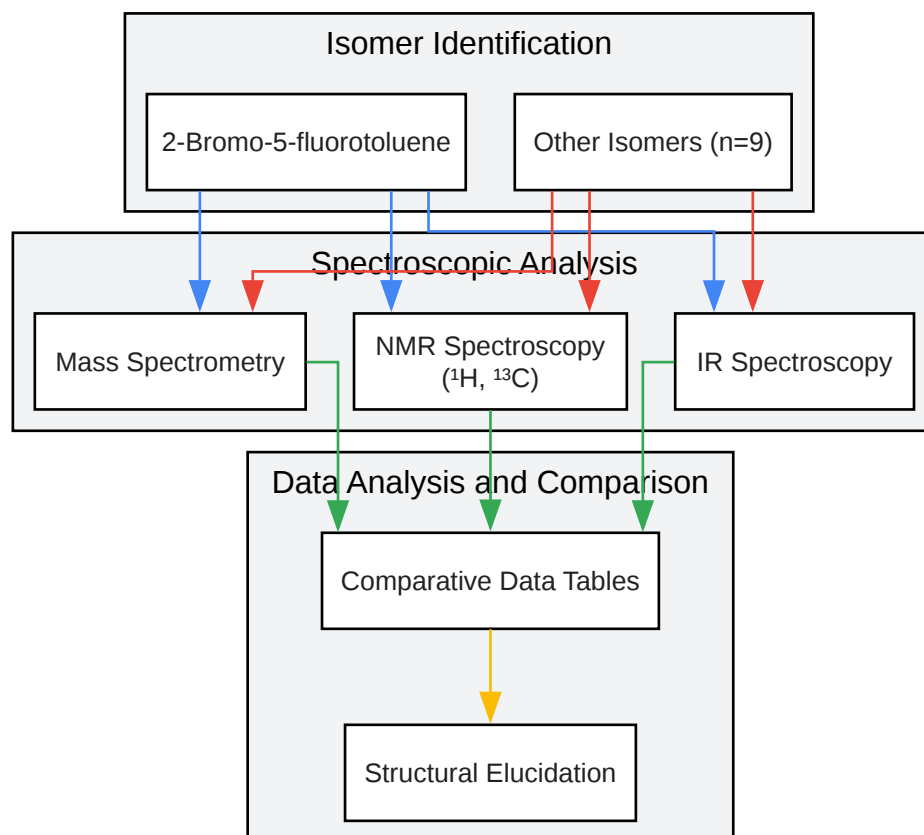 Isomer Identification
2-Bromo-5-fluorotoluene
Other Isomers (n=9)
Spectroscopic Analysis
Mass Spectrometry
NMR Spectroscopy
(¹H, ¹³C)
IR Spectroscopy
Data Analysis and Comparison
Comparative Data Tables
Structural Elucidation